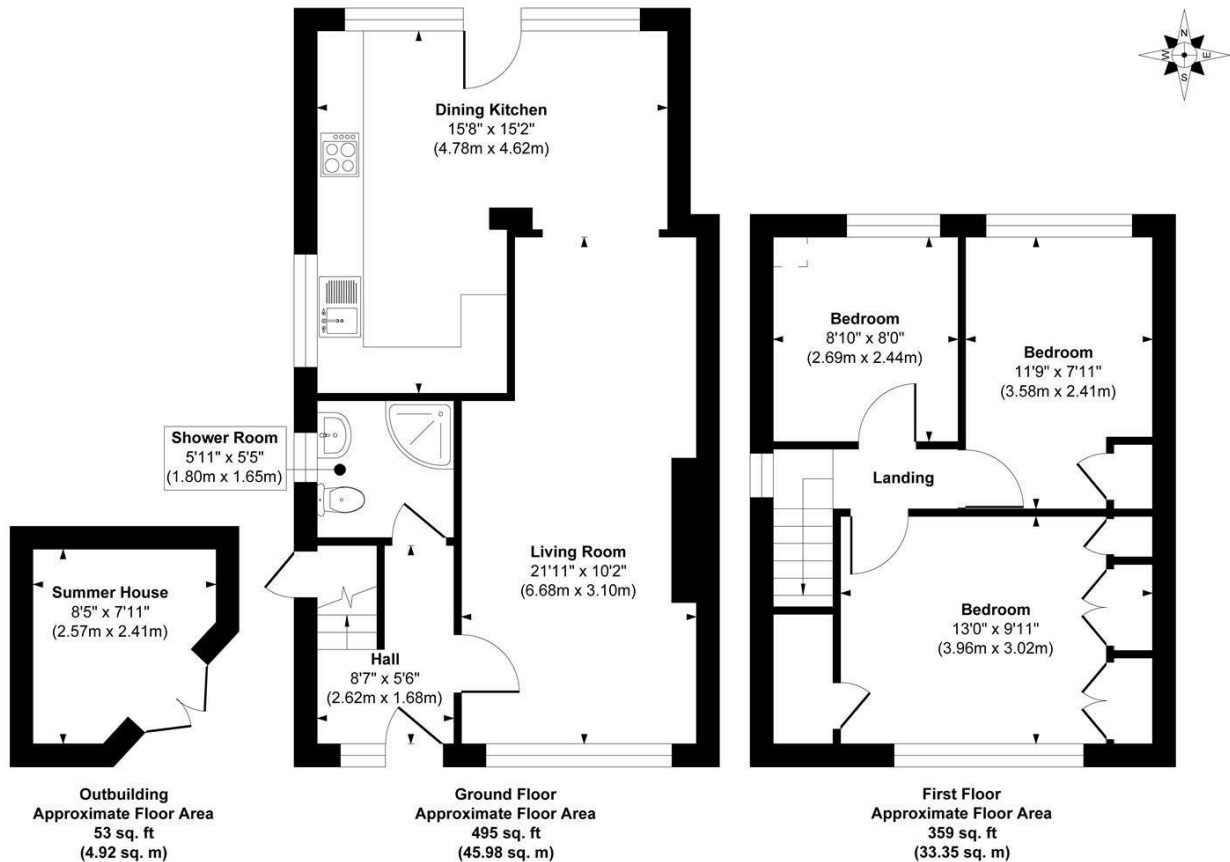 N
W E
S
Dining Kitchen
15'8" x 15'2"
(4.78m x 4.62m)
Bedroom
8'10" x 8'0"
(2.69m x 2.44m)
Bedroom
11'9" x 7'11"
(3.58m x 2.41m)
Shower Room
5'11" x 5'5"
(1.80m x 1.65m)
Landing
Living Room
21'11" x 10'2"
(6.68m x 3.10m)
Summer House
8'5" x 7'11"
(2.57m x 2.41m)
Bedroom
13'0" x 9'11"
(3.96m x 3.02m)
Hall
8'7" x 5'6"
(2.62m x 1.68m)
Outbuilding
Approximate Floor Area
53 sq. ft
(4.92 sq. m)
Ground Floor
Approximate Floor Area
495 sq. ft
(45.98 sq. m)
First Floor
Approximate Floor Area
359 sq. ft
(33.35 sq. m)